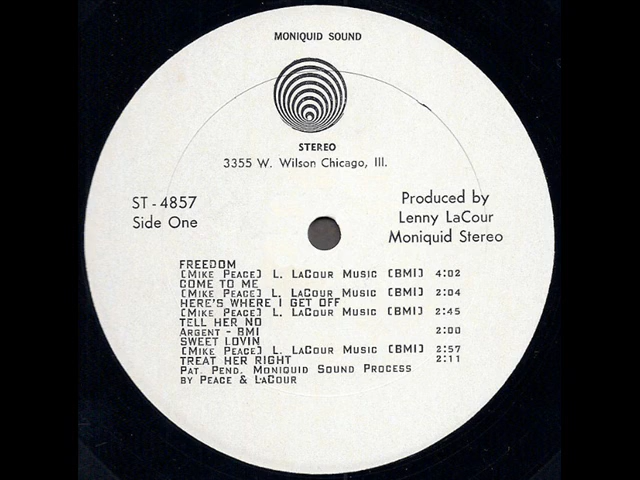 MONIQUID SOUND
STEREO
3355 W. Wilson Chicago, Ill.
ST - 4857
Side One
Produced by
Lenny LaCour
Moniquid Stereo
FREEDOM
[Mike Peace] L. LaCour Music [BMI] 4:02
COME TO ME
[Mike Peace] L. LaCour Music [BMI] 2:04
HERE'S WHERE I GET OFF
[Mike Peace] L. LaCour Music [BMI] 2:45
TELL HER NO
Argent - BMI 2:00
SWEET LOVIN
[Mike Peace] L. LaCour Music [BMI] 2:57
TREAT HER RIGHT 2:11
Pat. Pend. Moniquid Sound Process
by Peace & LaCour